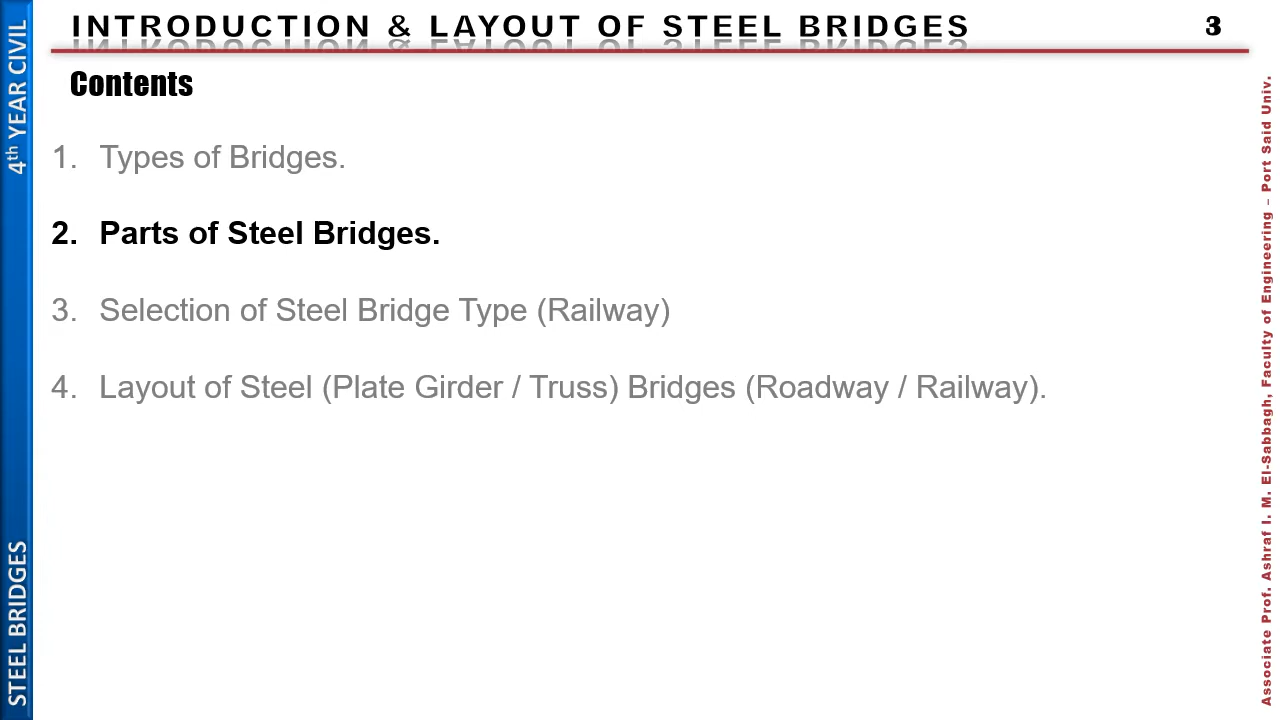 INTRODUCTION & LAYOUT OF STEEL BRIDGES
3
Contents
1. Types of Bridges.
2. Parts of Steel Bridges.
3. Selection of Steel Bridge Type (Railway)
4. Layout of Steel (Plate Girder / Truss) Bridges (Roadway / Railway).
4th YEAR CIVIL
STEEL BRIDGES
Associate Prof. Ashraf I. M. El-Sabbagh, Faculty of Engineering – Port Said Univ.